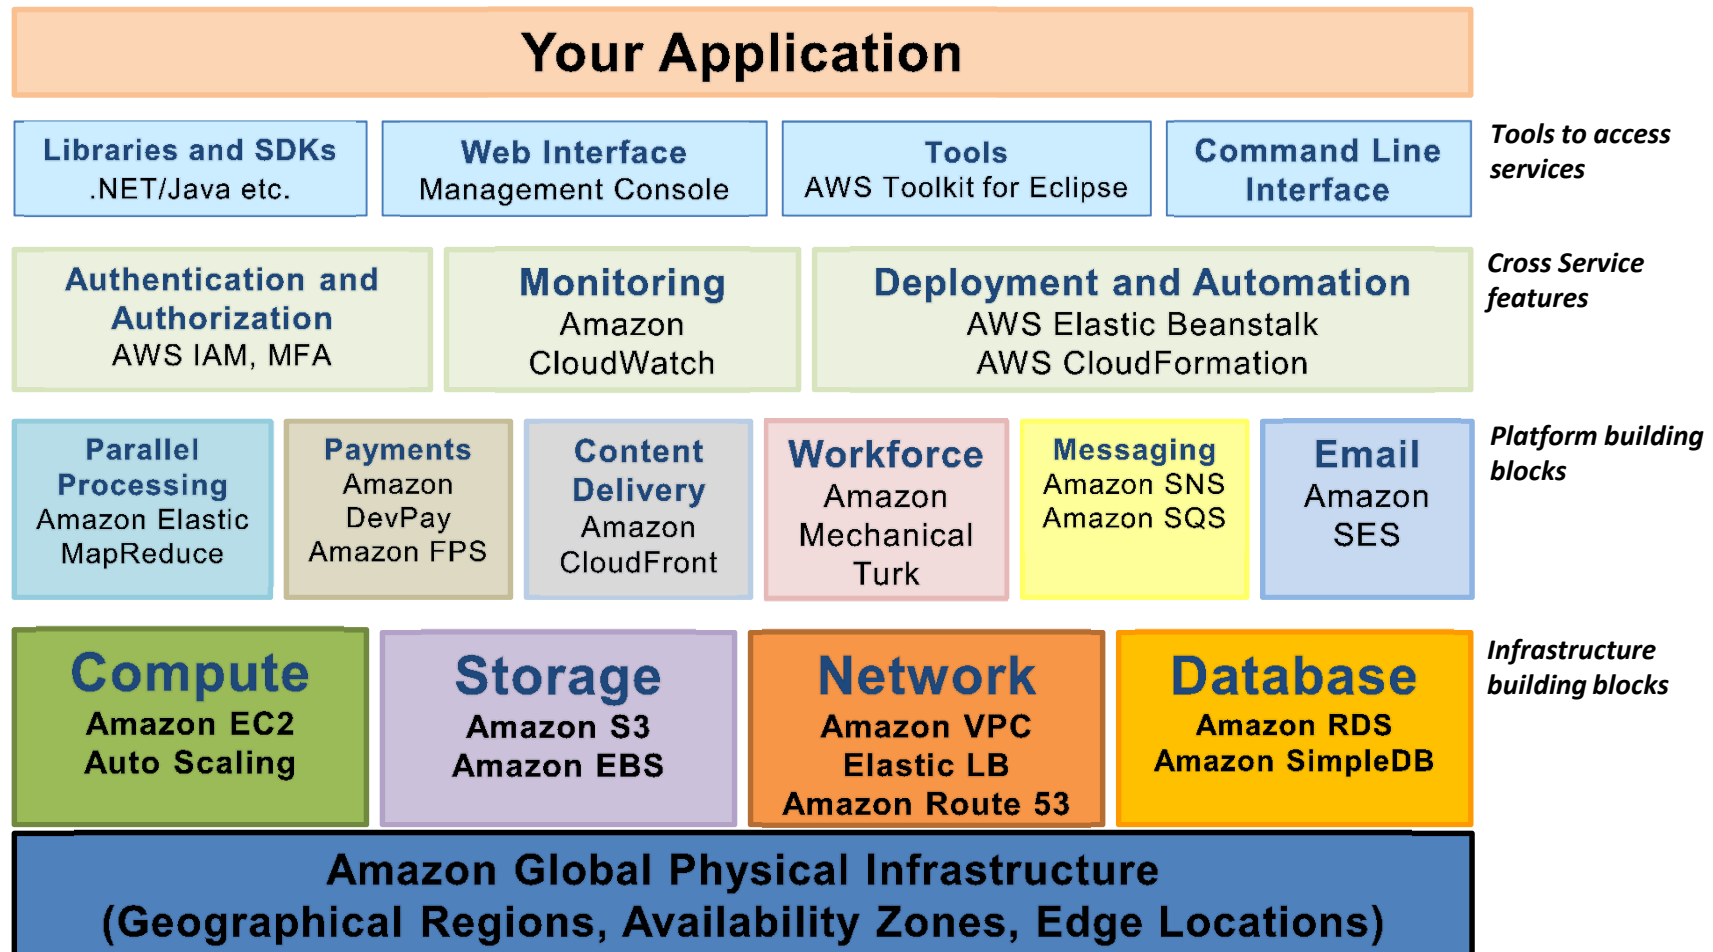 Your Application
Libraries and SDKs
.NET/Java etc.
Web Interface
Management Console
Tools
AWS Toolkit for Eclipse
Command Line
Interface
Tools to access
services
Authentication and
Authorization
AWS IAM, MFA
Monitoring
Amazon
CloudWatch
Deployment and Automation
AWS Elastic Beanstalk
AWS CloudFormation
Cross Service
features
Parallel
Processing
Amazon Elastic
MapReduce
Payments
Amazon
DevPay
Amazon FPS
Content
Delivery
Amazon
CloudFront
Workforce
Amazon
Mechanical
Turk
Messaging
Amazon SNS
Amazon SQS
Email
Amazon
SES
Platform building
blocks
Compute
Amazon EC2
Auto Scaling
Storage
Amazon S3
Amazon EBS
Network
Amazon VPC
Elastic LB
Amazon Route 53
Database
Amazon RDS
Amazon SimpleDB
Infrastructure
building blocks
Amazon Global Physical Infrastructure
(Geographical Regions, Availability Zones, Edge Locations)